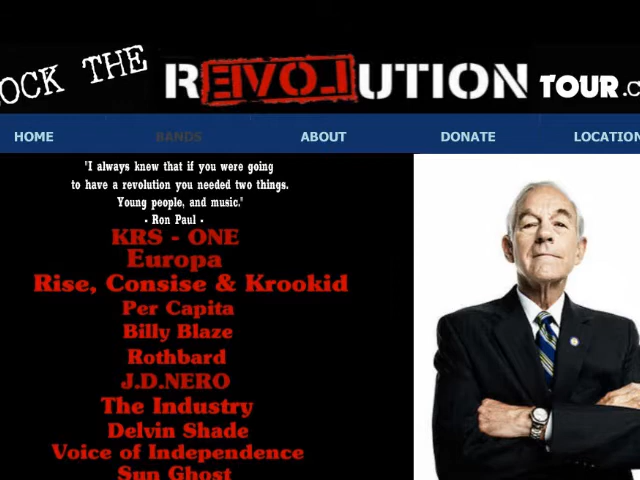 OCK THE REVOLUTION TOUR.c
HOME BANDS ABOUT DONATE LOCATION
"I always knew that if you were going
to have a revolution you needed two things.
Young people, and music."
- Ron Paul -
KRS - ONE
Europa
Rise, Consise & Krookid
Per Capita
Billy Blaze
Rothbard
J.D.NERO
The Industry
Delvin Shade
Voice of Independence
Sun Ghost